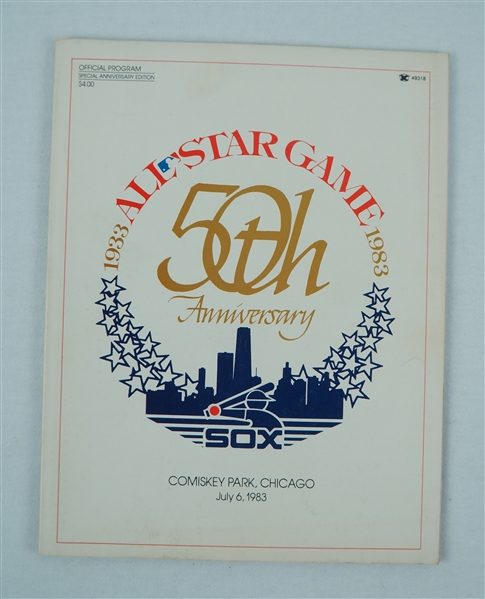 OFFICIAL PROGRAM
SPECIAL ANNIVERSARY EDITION
$4.00
49218
1933 ALL STAR GAME 1983
50th
Anniversary
SOX
COMISKEY PARK, CHICAGO
July 6, 1983